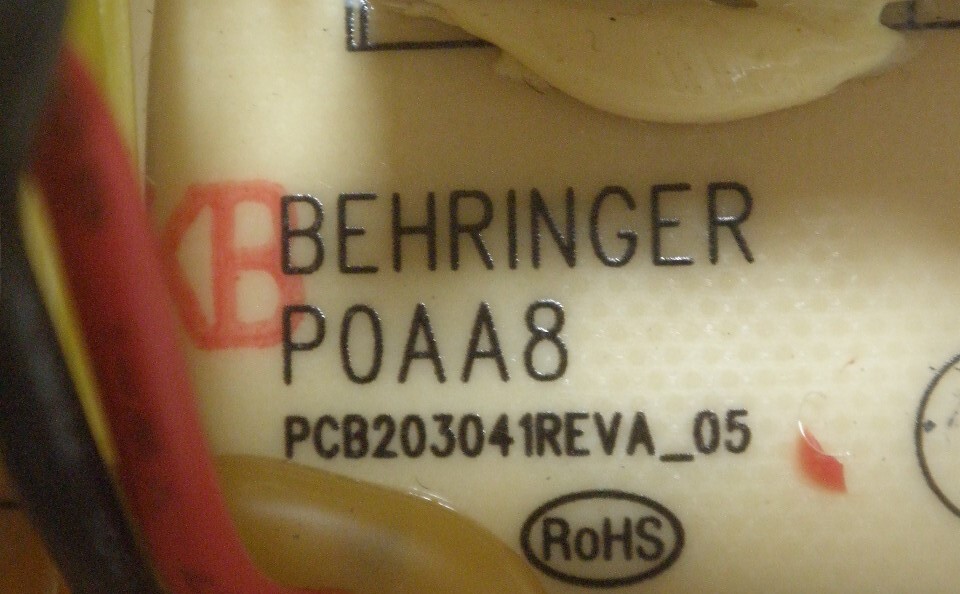 BEHRINGER
P0AA8
PCB203041REVA_05
RoHS